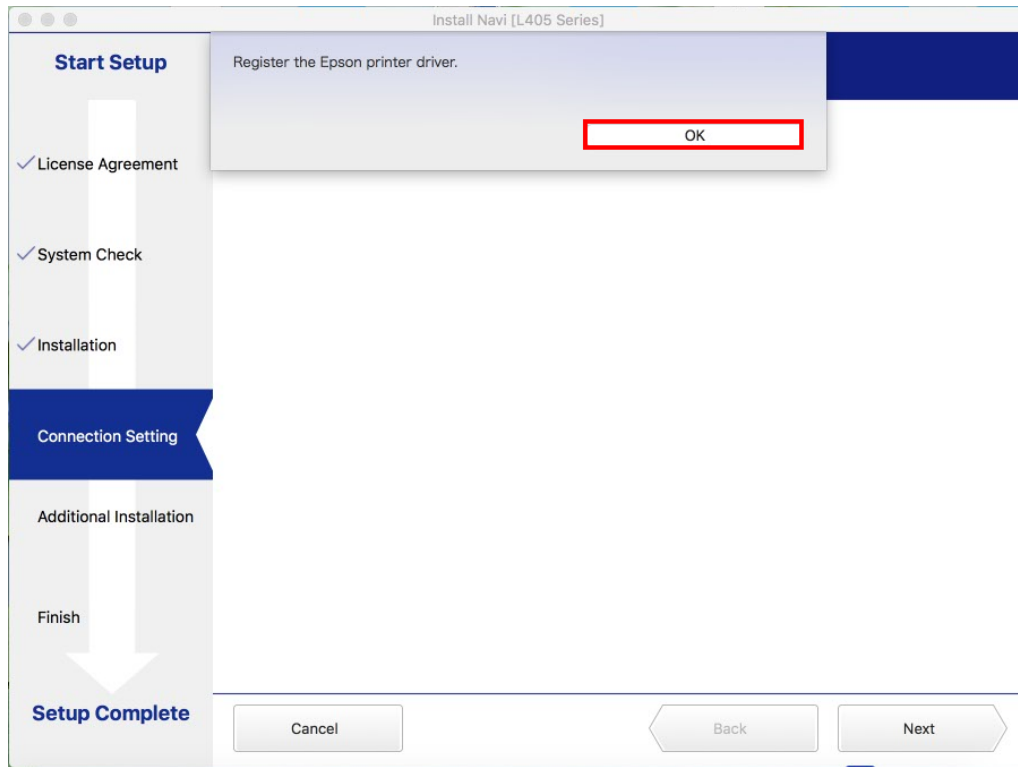 Install Navi [L405 Series]
Start Setup
Register the Epson printer driver.
OK
License Agreement
System Check
Installation
Connection Setting
Additional Installation
Finish
Setup Complete
Cancel
Back
Next